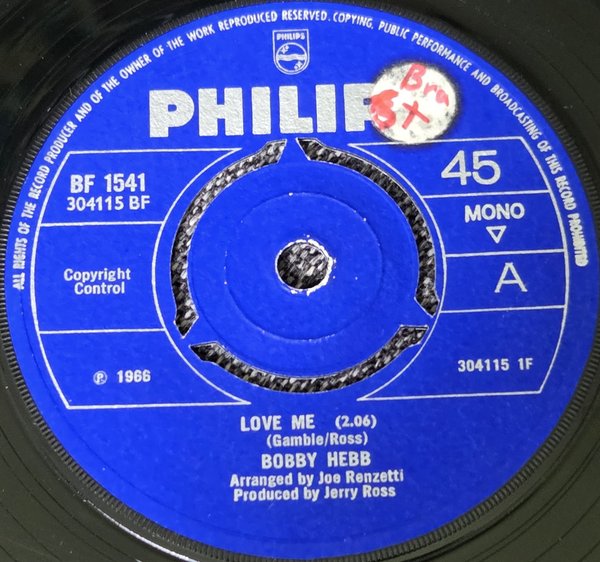 ALL RIGHTS OF THE RECORD PRODUCER AND OF THE OWNER OF THE WORK REPRODUCED RESERVED. COPYING, PUBLIC PERFORMANCE AND BROADCASTING OF THIS RECORD PROHIBITED
PHILIPS
PHILIP
Bra
BF 1541
304115 BF
45
MONO
Copyright
Control
A
℗ 1966
304115 1F
LOVE ME (2.06)
(Gamble/Ross)
BOBBY HEBB
Arranged by Joe Renzetti
Produced by Jerry Ross